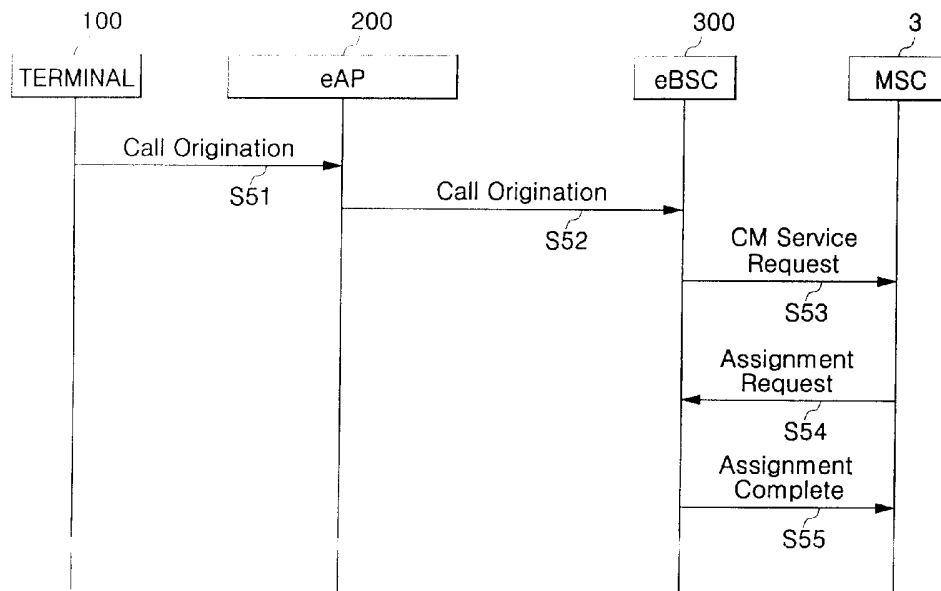 100
200
300
3
TERMINAL
eAP
eBSC
MSC
Call Origination
S51
Call Origination
S52
CM Service
Request
S53
Assignment
Request
S54
Assignment
Complete
S55